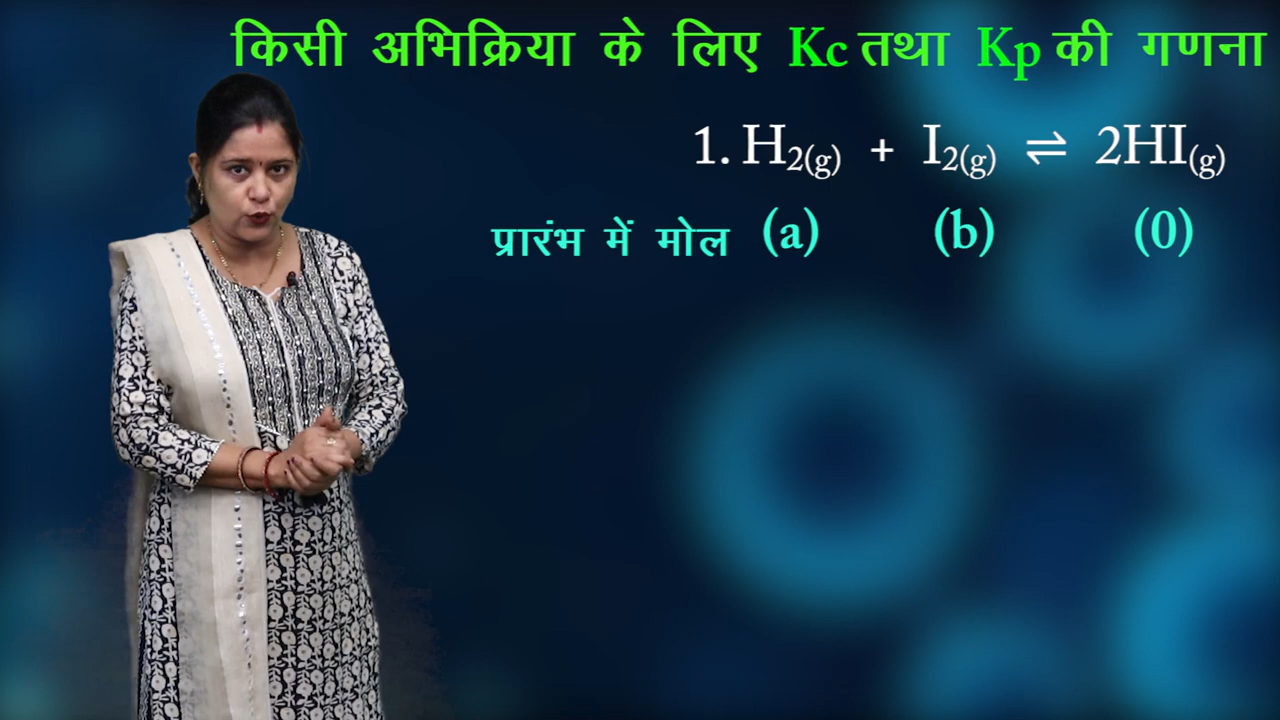 किसी अभिक्रिया के लिए Kc तथा Kp की गणना
1. H₂(g) + I₂(g) ⇌ 2HI(g)
प्रारंभ में मोल (a) (b) (0)